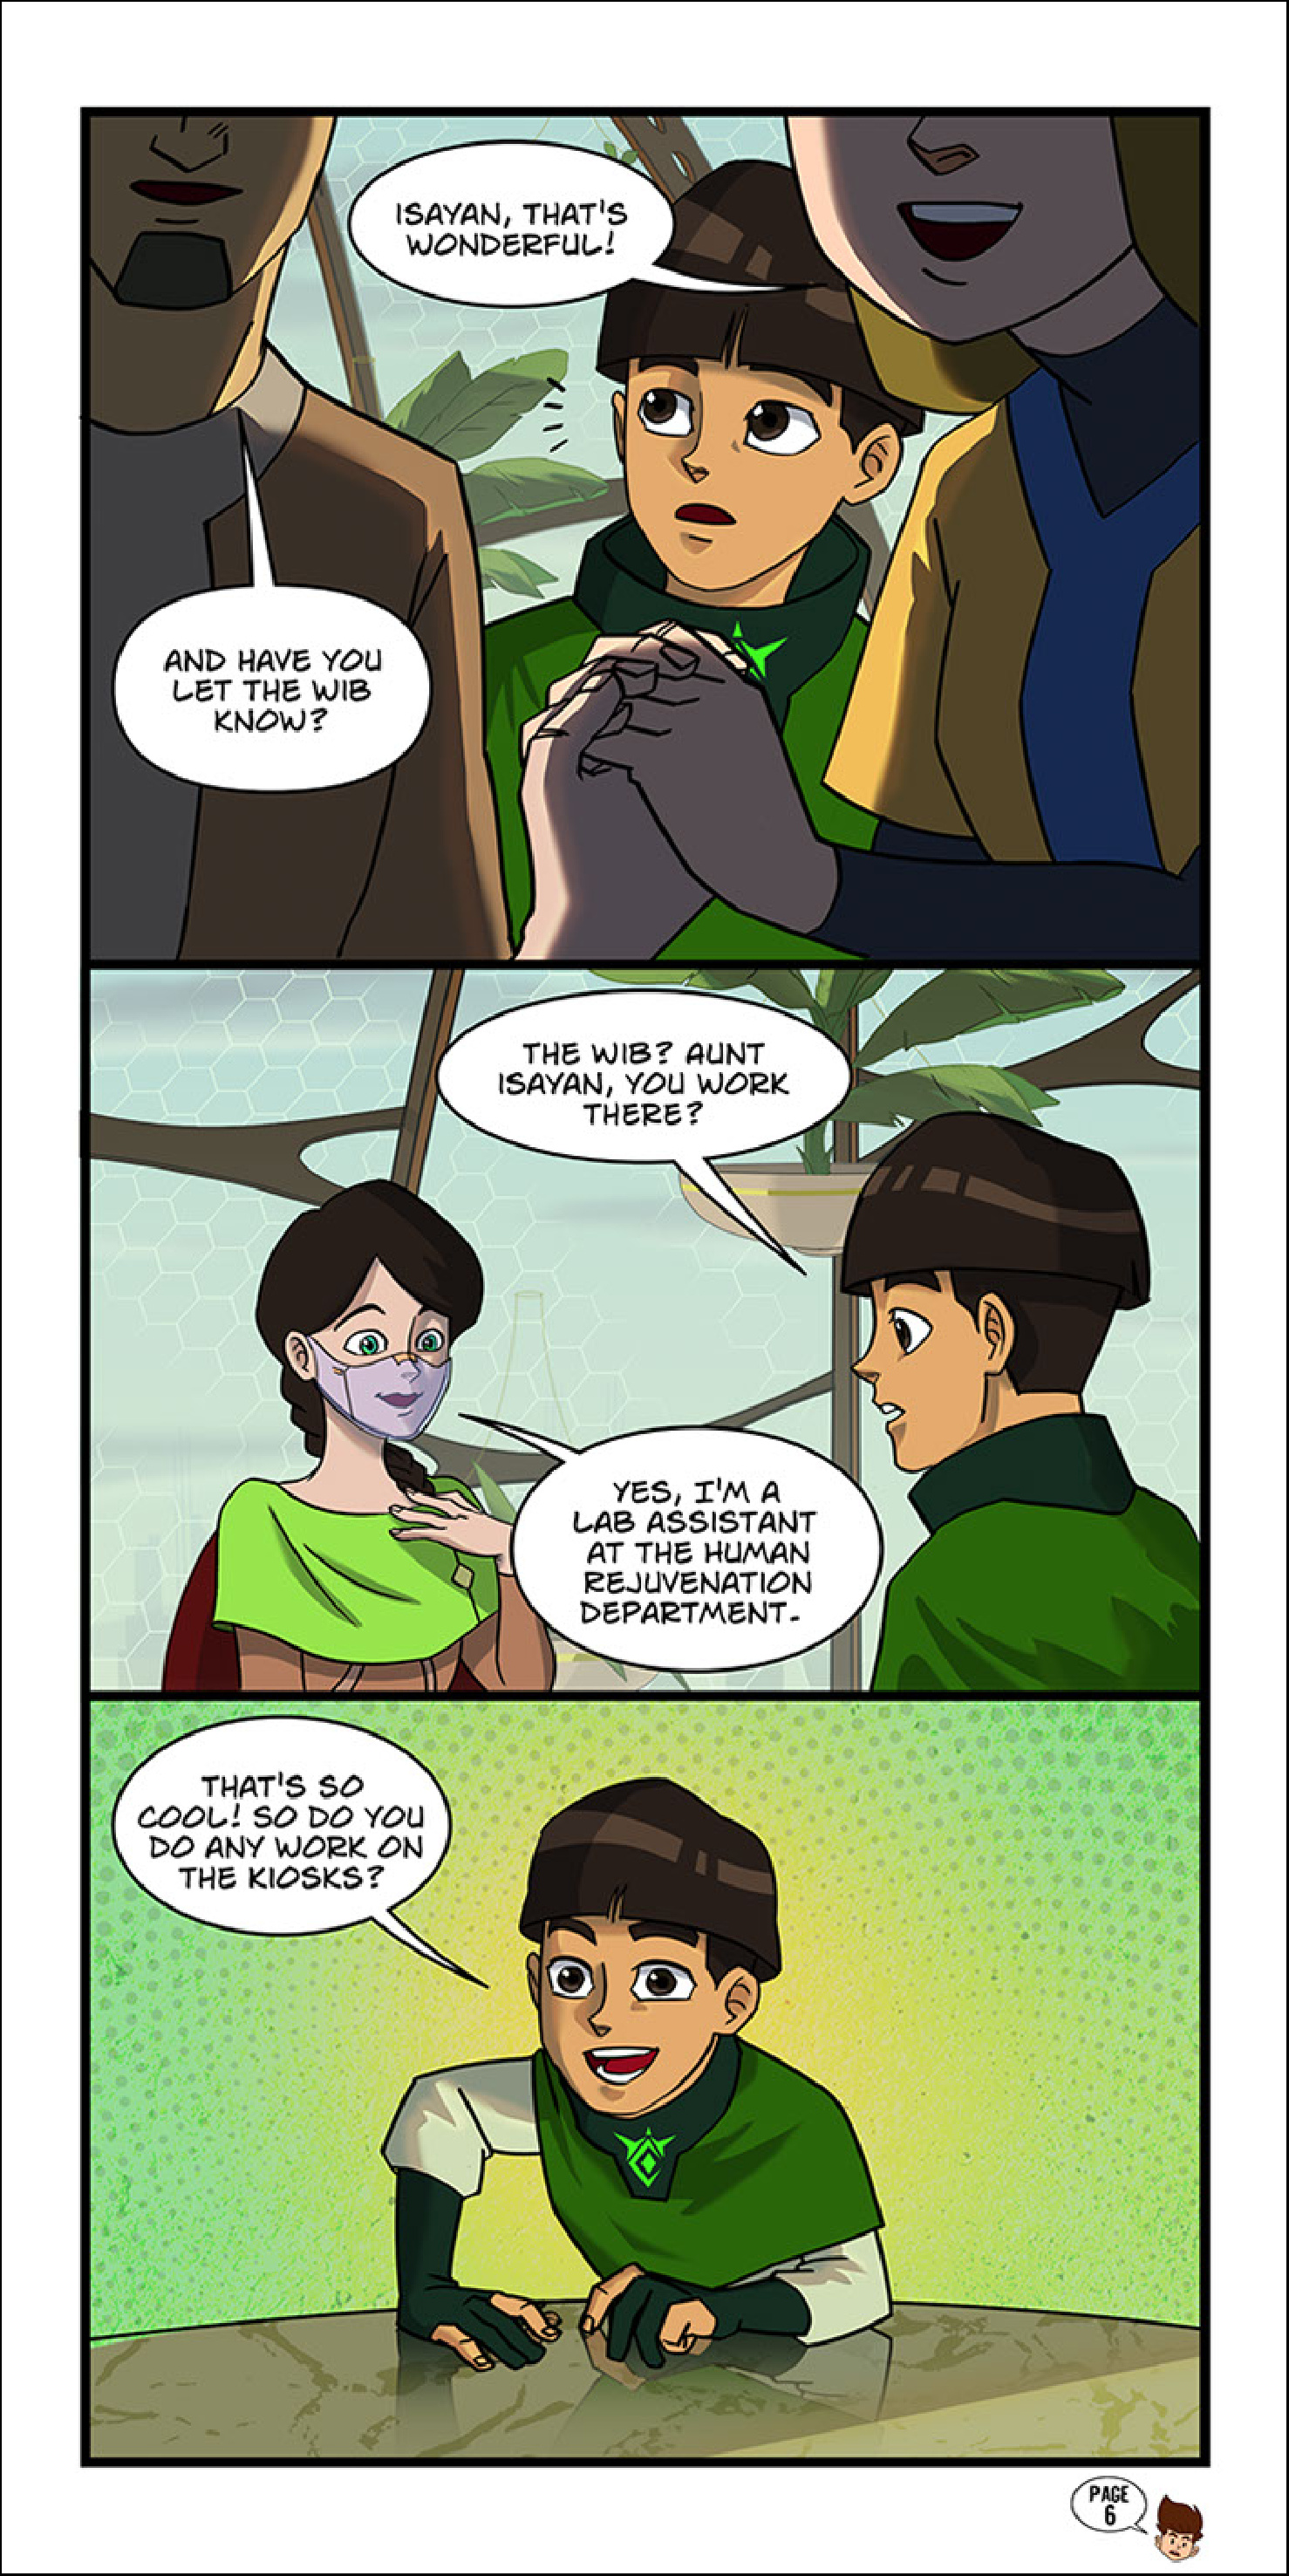 ISAYAN, THAT'S
WONDERFUL!
AND HAVE YOU
LET THE WIB
KNOW?
THE WIB? AUNT
ISAYAN, YOU WORK
THERE?
YES, I'M A
LAB ASSISTANT
AT THE HUMAN
REJUVENATION
DEPARTMENT.
THAT'S SO
COOL! SO DO YOU
DO ANY WORK ON
THE KIOSKS?
PAGE
6